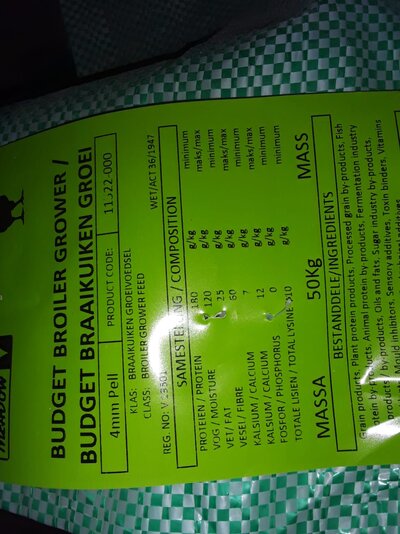 MEADOW
BUDGET BROILER GROWER /
BUDGET BRAAIKUIKEN GROEI
4mm Pell PRODUCT CODE: 11522-000
KLAS: BRAAIKUIKEN GROEIVOEDSEL
CLASS: BROILER GROWER FEED
REG. NO: WET/ACT 36/1947
SAMESTELLING / COMPOSITION
PROTEIEN / PROTEIN 180 g/kg minimum
VOG / MOISTURE 120 g/kg maks/max
VET / FAT 25 g/kg minimum
VESEL / FIBRE 60 g/kg maks/max
KALSIUM / CALCIUM 7 g/kg minimum
KALSIUM / CALCIUM 12 g/kg maks/max
FOSFOR / PHOSPHORUS g/kg minimum
TOTALE LISIEN / TOTAL LYSINE g/kg minimum
MASSA 50Kg MASS
BESTANDDELE/INGREDIENTS
Grain products, Plant protein products, Processed grain by-products, Fish
products, Animal protein by products, Fermentation industry
by products, Oils and fats, Sugar industry by-products,
Mould inhibitors, Sensory additives, Toxin binders, Vitamins